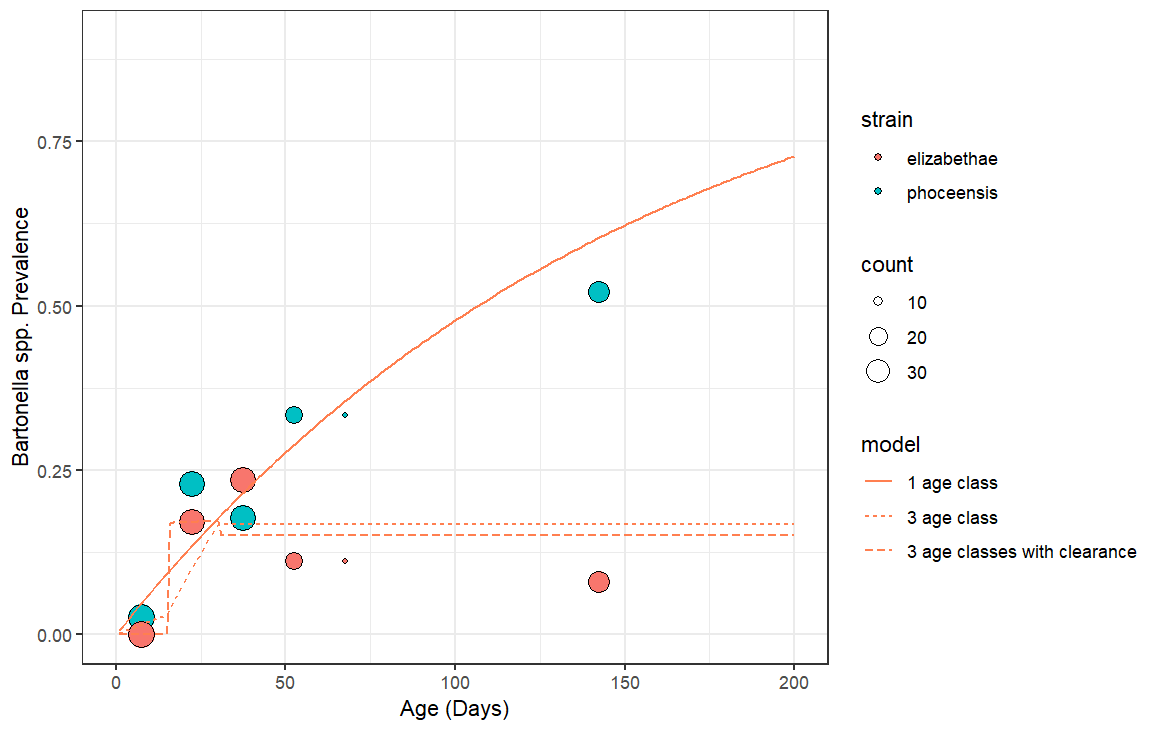 Bartonella spp. Prevalence
0.75
0.50
0.25
0.00
0 50 100 150 200
Age (Days)
strain
elizabethae
phoceensis
count
10
20
30
model
1 age class
3 age class
3 age classes with clearance